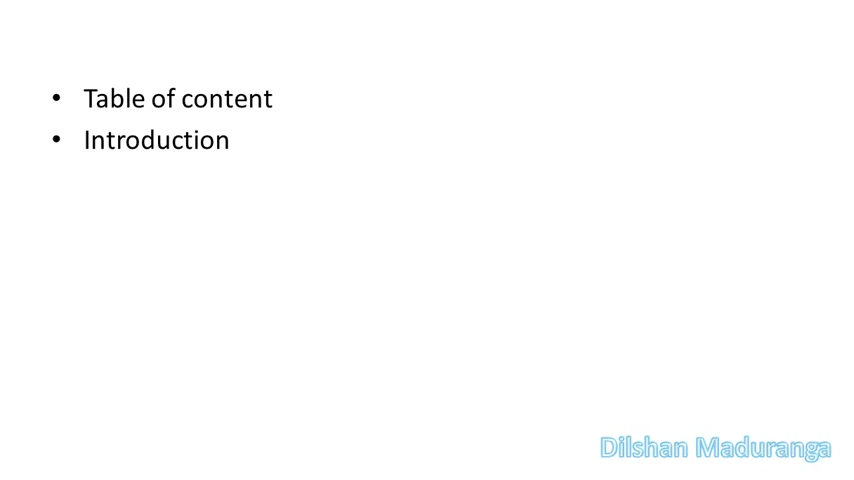 • Table of content
• Introduction
Dilshan Maduranga